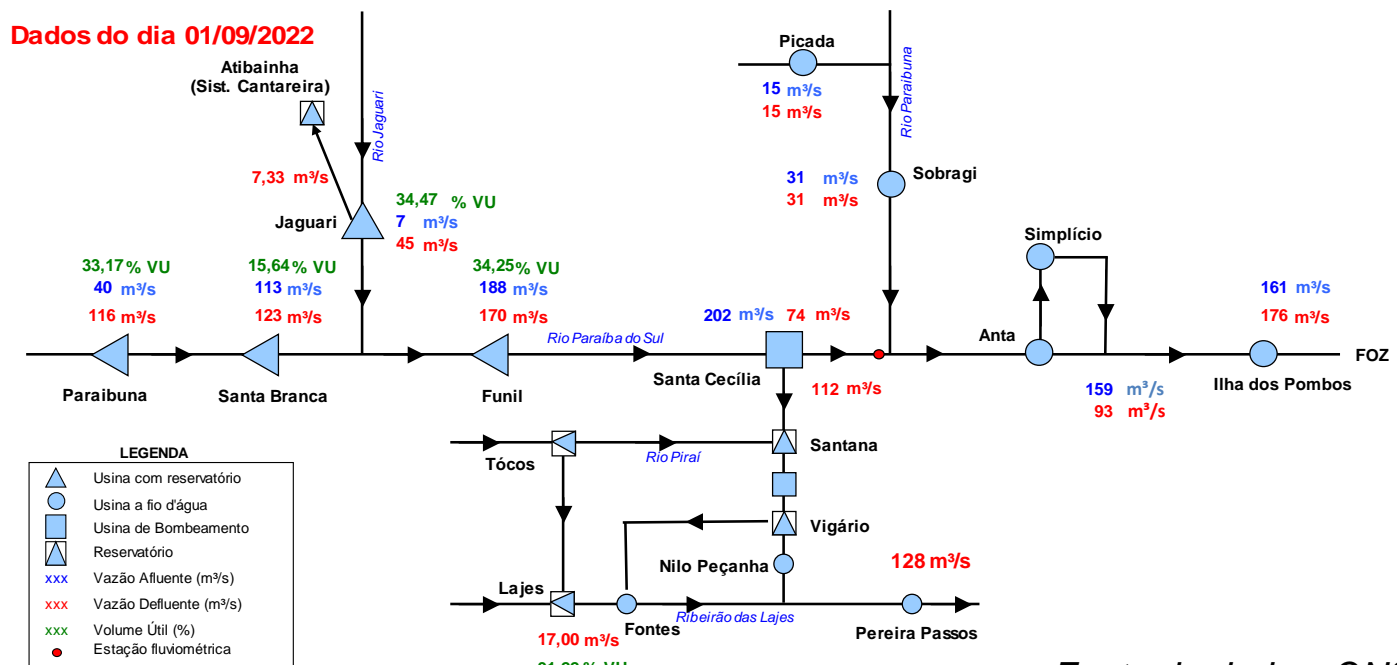 Dados do dia 01/09/2022
Atibainha
(Sist. Cantareira)
Rio Jaguari
7,33 m³/s
Jaguari
34,47 % VU
7 m³/s
45 m³/s
Picada
15 m³/s
15 m³/s
Rio Paraibuna
31 m³/s
31 m³/s
Sobragi
Simplício
33,17% VU
40 m³/s
116 m³/s
Paraibuna
15,64% VU
113 m³/s
123 m³/s
Santa Branca
34,25% VU
188 m³/s
170 m³/s
Funil
Rio Paraíba do Sul
202 m³/s
74 m³/s
Santa Cecília
112 m³/s
Anta
159 m³/s
93 m³/s
161 m³/s
176 m³/s
Ilha dos Pombos
FOZ
Tócos
Rio Piraí
Santana
Vigário
Nilo Peçanha
128 m³/s
Lajes
17,00 m³/s
Fontes
Ribeirão das Lajes
Pereira Passos
LEGENDA
Usina com reservatório
Usina a fio d'água
Usina de Bombeamento
Reservatório
xxx Vazão Afluente (m³/s)
xxx Vazão Defluente (m³/s)
xxx Volume Útil (%)
Estação fluviométrica